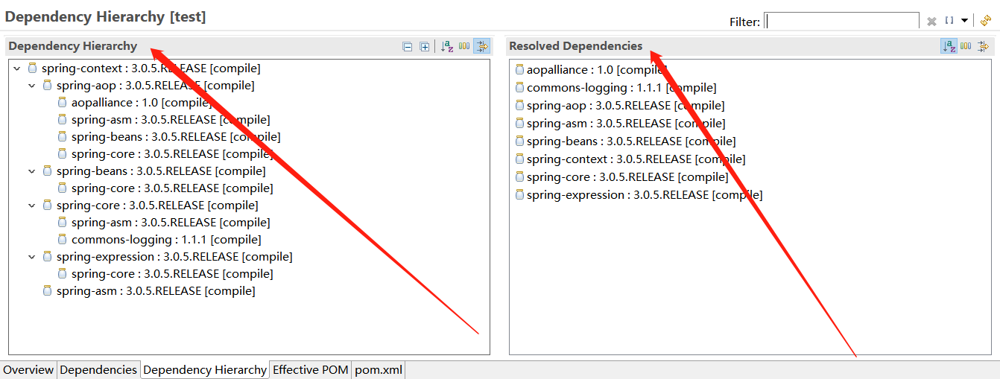 Dependency Hierarchy [test]
Filter:
Dependency Hierarchy
spring-context : 3.0.5.RELEASE [compile]
spring-aop : 3.0.5.RELEASE [compile]
aopalliance : 1.0 [compile]
spring-asm : 3.0.5.RELEASE [compile]
spring-beans : 3.0.5.RELEASE [compile]
spring-core : 3.0.5.RELEASE [compile]
spring-beans : 3.0.5.RELEASE [compile]
spring-core : 3.0.5.RELEASE [compile]
spring-core : 3.0.5.RELEASE [compile]
spring-asm : 3.0.5.RELEASE [compile]
commons-logging : 1.1.1 [compile]
spring-expression : 3.0.5.RELEASE [compile]
spring-core : 3.0.5.RELEASE [compile]
spring-asm : 3.0.5.RELEASE [compile]
Resolved Dependencies
aopalliance : 1.0 [compile]
commons-logging : 1.1.1 [compile]
spring-aop : 3.0.5.RELEASE [compile]
spring-asm : 3.0.5.RELEASE [compile]
spring-beans : 3.0.5.RELEASE [compile]
spring-context : 3.0.5.RELEASE [compile]
spring-core : 3.0.5.RELEASE [compile]
spring-expression : 3.0.5.RELEASE [compile]
Overview Dependencies Dependency Hierarchy Effective POM pom.xml